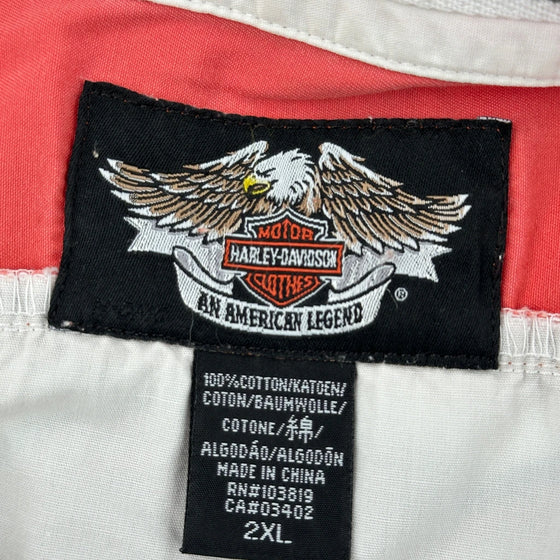 MOTOR
HARLEY-DAVIDSON
CLOTHES
AN AMERICAN LEGEND
®
100%COTTON/KATOEN/
COTON/BAUMWOLLE/
COTONE/綿/
ALGODÁO/ALGODÓN
MADE IN CHINA
RN#103819
CA#03402
2XL